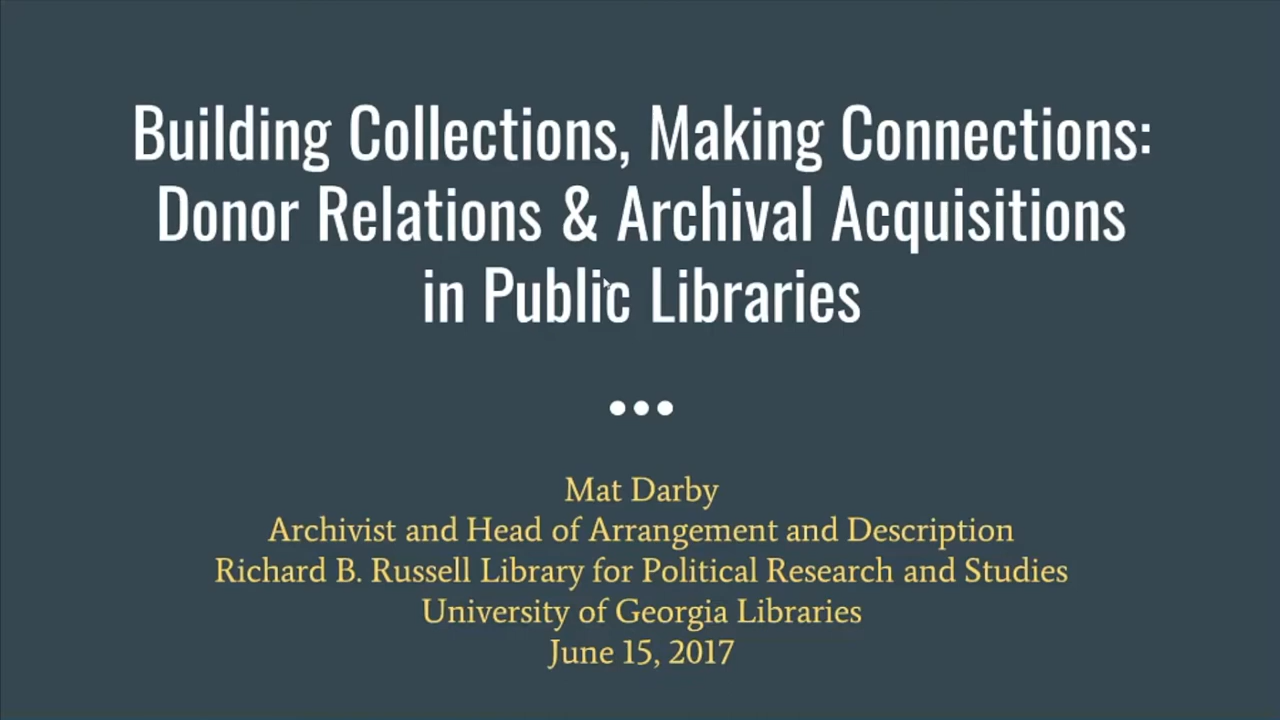 Building Collections, Making Connections:
Donor Relations & Archival Acquisitions
in Public Libraries
Mat Darby
Archivist and Head of Arrangement and Description
Richard B. Russell Library for Political Research and Studies
University of Georgia Libraries
June 15, 2017